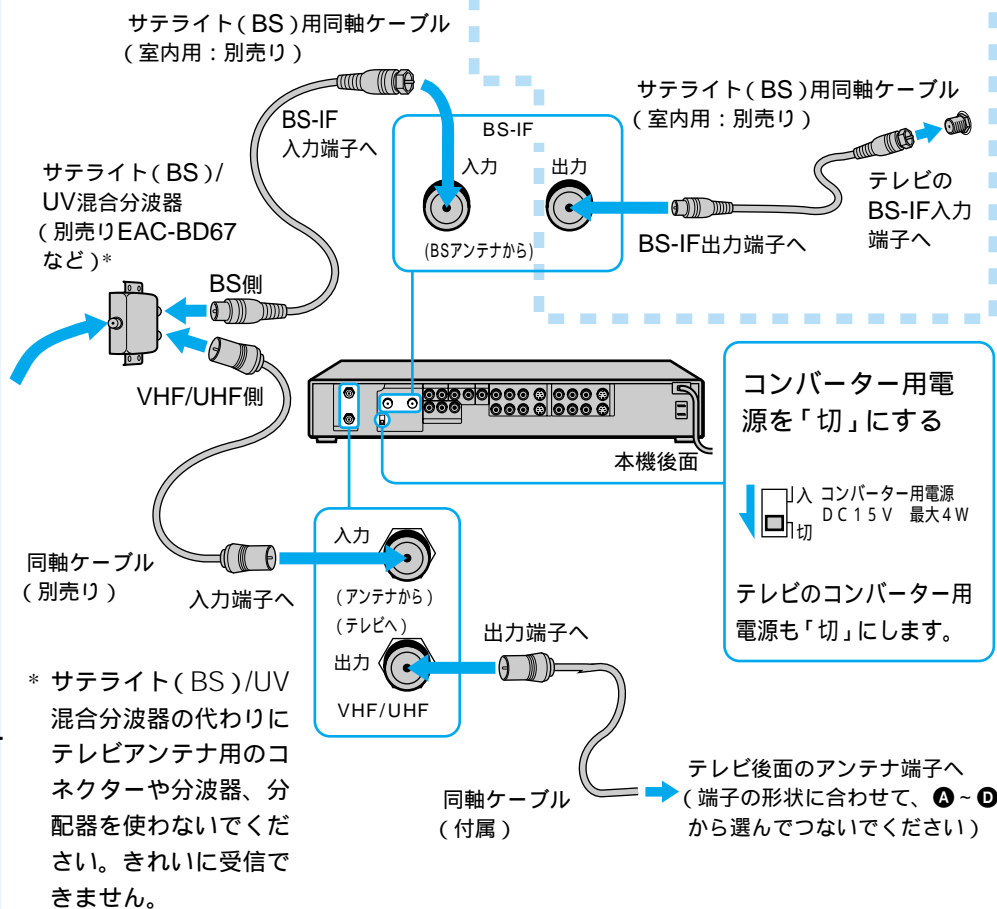 サテライト(BS)用同軸ケーブル
(室内用:別売り)
サテライト(BS)用同軸ケーブル
(室内用:別売り)
BS-IF
入力端子へ
BS-IF
入力
出力
(BSアンテナから)
テレビの
BS-IF入力
端子へ
BS-IF出力端子へ
サテライト(BS)/
UV混合分波器
(別売りEAC-BD67
など)*
BS側
VHF/UHF側
本機後面
コンバーター用電
源を「切」にする
入 コンバーター用電源
DC15V 最大4W
切
テレビのコンバーター用
電源も「切」にします。
同軸ケーブル
(別売り)
入力端子へ
入力
(アンテナから)
(テレビへ)
出力
VHF/UHF
出力端子へ
* サテライト(BS)/UV
混合分波器の代わりに
テレビアンテナ用のコ
ネクターや分波器、分
配器を使わないでくだ
さい。きれいに受信で
きません。
同軸ケーブル
(付属)
テレビ後面のアンテナ端子へ
(端子の形状に合わせて、A~D
から選んでつないでください)